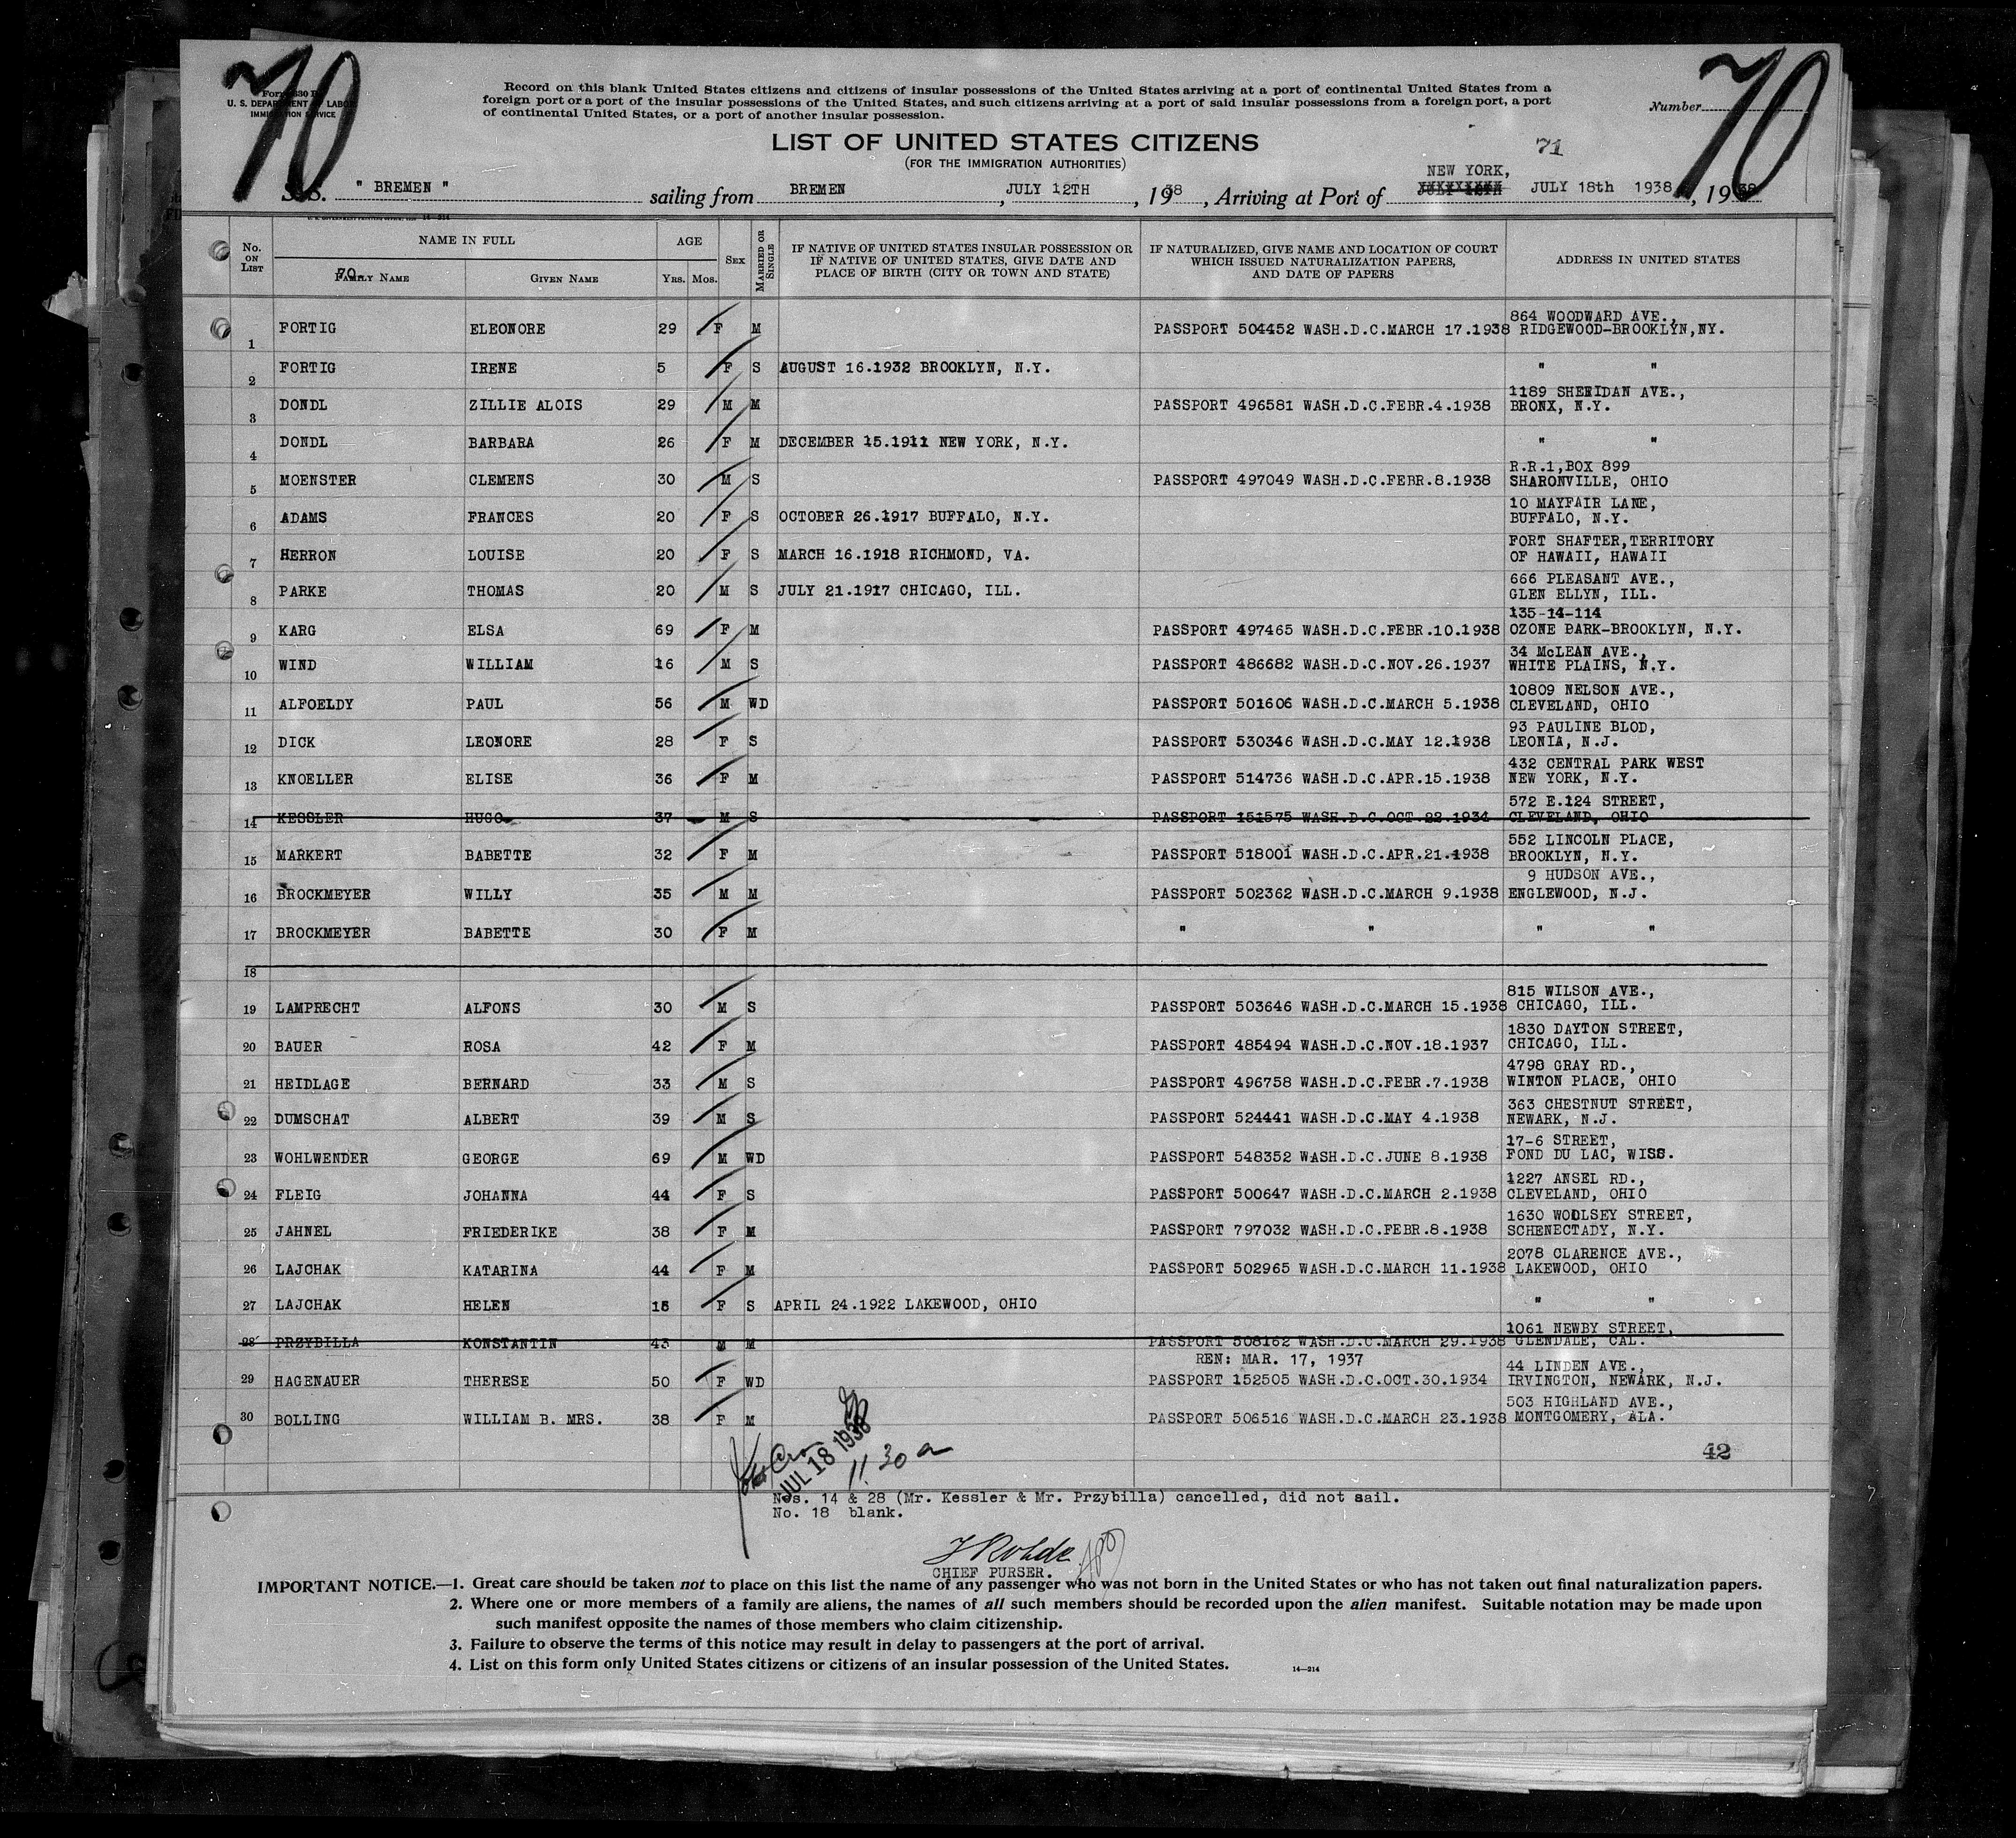 70
70
Form 630 B
U. S. DEPARTMENT OF LABOR
IMMIGRATION SERVICE
Record on this blank United States citizens and citizens of insular possessions of the United States arriving at a port of continental United States from a
foreign port or a port of the insular possessions of the United States, and such citizens arriving at a port of said insular possessions from a foreign port, a port
of continental United States, or a port of another insular possession.
Number
LIST OF UNITED STATES CITIZENS
(FOR THE IMMIGRATION AUTHORITIES)
71
S.S. " BREMEN " sailing from BREMEN, JULY 12TH, 1938, Arriving at Port of NEW YORK, JULY 12TH JULY 18th 1938, 1938
14-214
No. ON LIST NAME IN FULL AGE SEX MARRIED OR SINGLE IF NATIVE OF UNITED STATES INSULAR POSSESSION OR IF NATIVE OF UNITED STATES, GIVE DATE AND PLACE OF BIRTH (CITY OR TOWN AND STATE) IF NATURALIZED, GIVE NAME AND LOCATION OF COURT WHICH ISSUED NATURALIZATION PAPERS, AND DATE OF PAPERS ADDRESS IN UNITED STATES
70. FAMILY NAME GIVEN NAME YRS. MOS.
864 WOODWARD AVE.,
1 FORTIG ELEONORE 29 F M PASSPORT 504452 WASH.D.C.MARCH 17.1938 RIDGEWOOD-BROOKLYN,NY.
2 FORTIG IRENE 5 F S AUGUST 16.1932 BROOKLYN, N.Y. " "
1189 SHERIDAN AVE.,
3 DONDL ZILLIE ALOIS 29 M M PASSPORT 496581 WASH.D.C.FEBR.4.1938 BRONX, N.Y.
4 DONDL BARBARA 26 F M DECEMBER 15.1911 NEW YORK, N.Y. " "
R.R.1,BOX 899
5 MOENSTER CLEMENS 30 M S PASSPORT 497049 WASH.D.C.FEBR.8.1938 SHARONVILLE, OHIO
10 MAYFAIR LANE,
6 ADAMS FRANCES 20 F S OCTOBER 26.1917 BUFFALO, N.Y. BUFFALO, N.Y.
FORT SHAFTER,TERRITORY
7 HERRON LOUISE 20 F S MARCH 16.1918 RICHMOND, VA. OF HAWAII, HAWAII
666 PLEASANT AVE.,
8 PARKE THOMAS 20 M S JULY 21.1917 CHICAGO, ILL. GLEN ELLYN, ILL.
135-14-114
9 KARG ELSA 69 F M PASSPORT 497465 WASH.D.C.FEBR.10.1938 OZONE PARK-BROOKLYN, N.Y.
34 McLEAN AVE.,
10 WIND WILLIAM 16 M S PASSPORT 486682 WASH.D.C.NOV.26.1937 WHITE PLAINS, N.Y.
10809 NELSON AVE.,
11 ALFOELDY PAUL 56 M WD PASSPORT 501606 WASH.D.C.MARCH 5.1938 CLEVELAND, OHIO
93 PAULINE BLOD,
12 DICK LEONORE 28 F S PASSPORT 530346 WASH.D.C.MAY 12.1938 LEONIA, N.J.
432 CENTRAL PARK WEST
13 KNOELLER ELISE 36 F M PASSPORT 514736 WASH.D.C.APR.15.1938 NEW YORK, N.Y.
572 E.124 STREET,
14 KESSLER HUGO 37 M S PASSPORT 151575 WASH.D.C.OCT.22.1934 CLEVELAND, OHIO
552 LINCOLN PLACE,
15 MARKERT BABETTE 32 F M PASSPORT 518001 WASH.D.C.APR.21.1938 BROOKLYN, N.Y.
9 HUDSON AVE.,
16 BROCKMEYER WILLY 35 M M PASSPORT 502362 WASH.D.C.MARCH 9.1938 ENGLEWOOD, N.J.
17 BROCKMEYER BABETTE 30 F M " " " "
18
815 WILSON AVE.,
19 LAMPRECHT ALFONS 30 M S PASSPORT 503646 WASH.D.C.MARCH 15.1938 CHICAGO, ILL.
1830 DAYTON STREET,
20 BAUER ROSA 42 F M PASSPORT 485494 WASH.D.C.NOV.18.1937 CHICAGO, ILL.
4798 GRAY RD.,
21 HEIDLAGE BERNARD 33 M S PASSPORT 496758 WASH.D.C.FEBR.7.1938 WINTON PLACE, OHIO
363 CHESTNUT STREET,
22 DUMSCHAT ALBERT 39 M S PASSPORT 524441 WASH.D.C.MAY 4.1938 NEWARK, N.J.
17-6 STREET,
23 WOHLWENDER GEORGE 69 M WD PASSPORT 548352 WASH.D.C.JUNE 8.1938 FOND DU LAC, WISS.
1227 ANSEL RD.,
24 FLEIG JOHANNA 44 F S PASSPORT 500647 WASH.D.C.MARCH 2.1938 CLEVELAND, OHIO
1630 WOOLSEY STREET,
25 JAHNEL FRIEDERIKE 38 F M PASSPORT 797032 WASH.D.C.FEBR.8.1938 SCHENECTADY, N.Y.
2078 CLARENCE AVE.,
26 LAJCHAK KATARINA 44 F M PASSPORT 502965 WASH.D.C.MARCH 11.1938 LAKEWOOD, OHIO
27 LAJCHAK HELEN 16 F S APRIL 24.1922 LAKEWOOD, OHIO " "
1061 NEWBY STREET,
28 PRZYBILLA KONSTANTIN 43 M M PASSPORT 508162 WASH.D.C.MARCH 29.1938 GLENDALE, CAL.
REN: MAR. 17, 1937 44 LINDEN AVE.,
29 HAGENAUER THERESE 50 F WD PASSPORT 152505 WASH.D.C.OCT.30.1934 IRVINGTON, NEWARK, N.J.
503 HIGHLAND AVE.,
30 BOLLING WILLIAM B. MRS. 38 F M PASSPORT 506516 WASH.D.C.MARCH 23.1938 MONTGOMERY, ALA.
42
JUL 18 1938
11 30 a
Nos. 14 & 28 (Mr. Kessler & Mr. Przybilla) cancelled, did not sail.
No. 18 blank.
CHIEF PURSER.
IMPORTANT NOTICE.—1. Great care should be taken not to place on this list the name of any passenger who was not born in the United States or who has not taken out final naturalization papers.
2. Where one or more members of a family are aliens, the names of all such members should be recorded upon the alien manifest. Suitable notation may be made upon
such manifest opposite the names of those members who claim citizenship.
3. Failure to observe the terms of this notice may result in delay to passengers at the port of arrival.
4. List on this form only United States citizens or citizens of an insular possession of the United States.
14-214